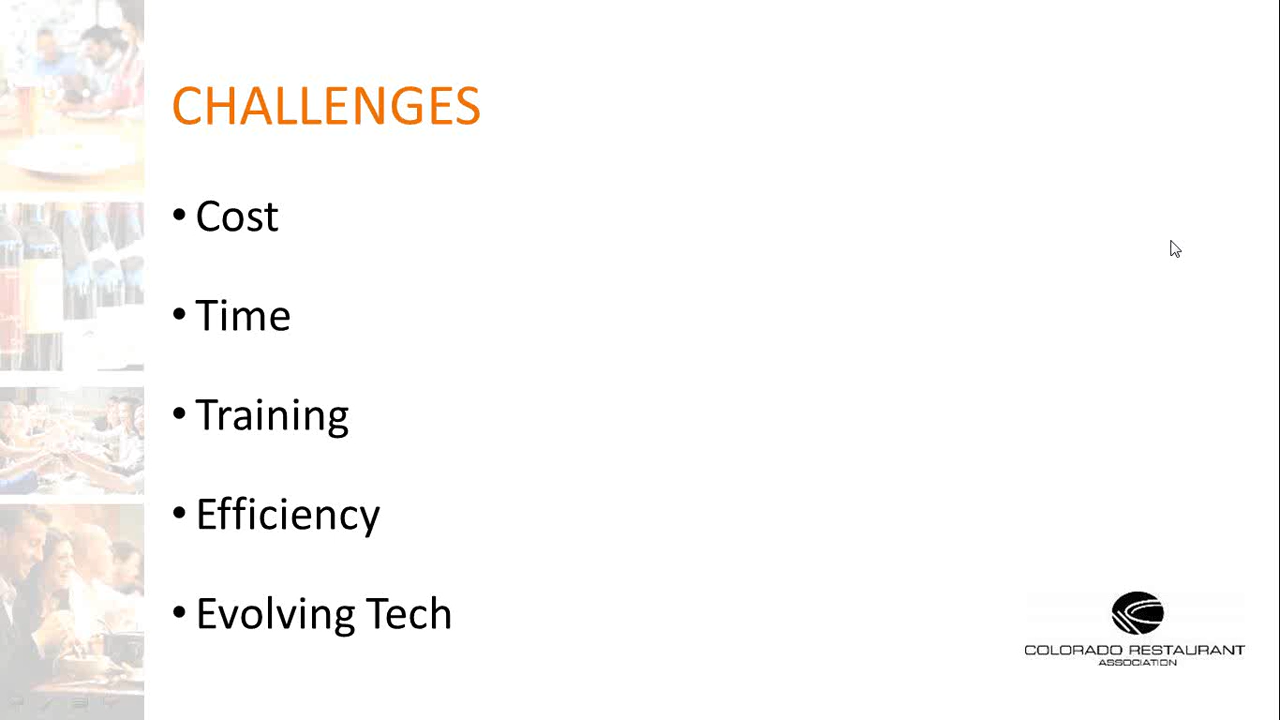 CHALLENGES
• Cost
• Time
• Training
• Efficiency
• Evolving Tech
COLORADO RESTAURANT
ASSOCIATION